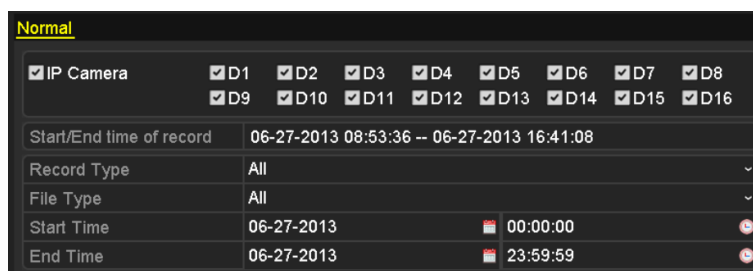 Normal
IP Camera D1 D2 D3 D4 D5 D6 D7 D8
D9 D10 D11 D12 D13 D14 D15 D16
Start/End time of record 06-27-2013 08:53:36 -- 06-27-2013 16:41:08
Record Type All
File Type All
Start Time 06-27-2013 00:00:00
End Time 06-27-2013 23:59:59